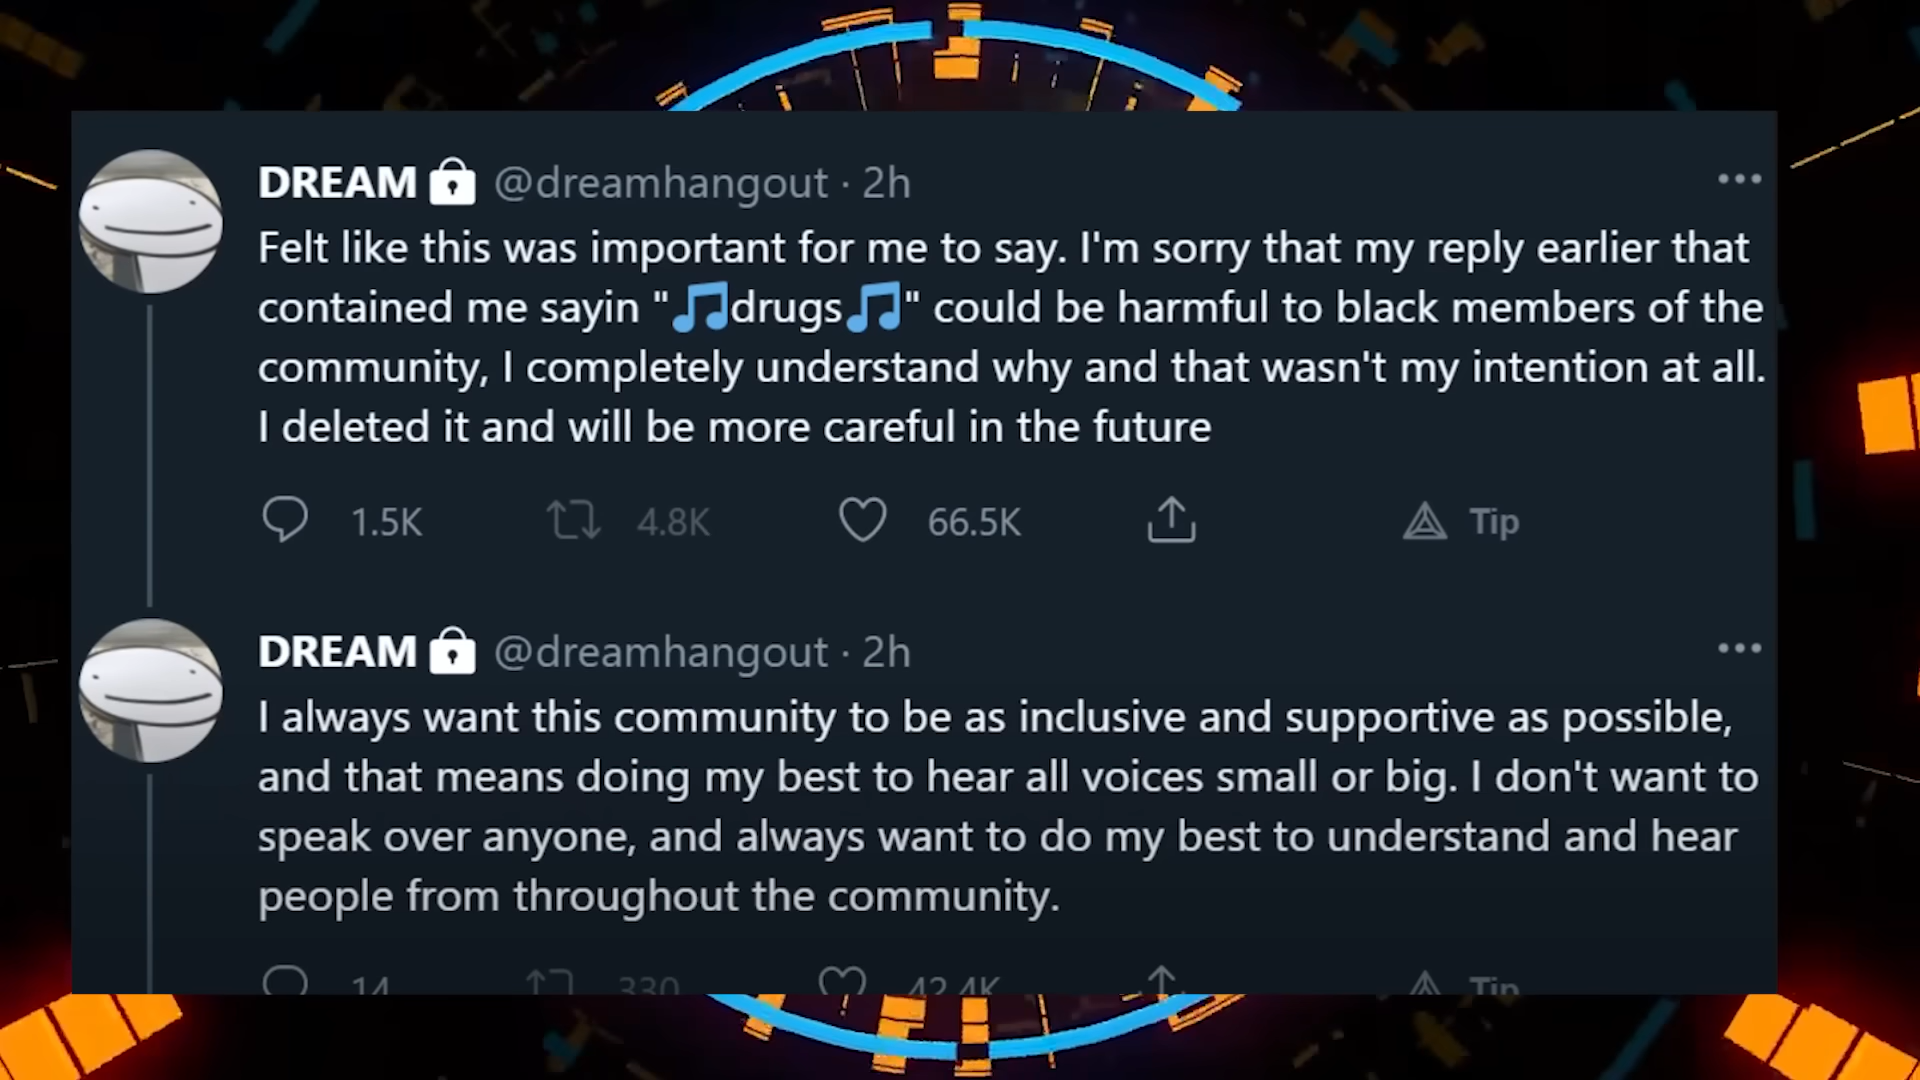 DREAM🔒 @dreamhangout · 2h
Felt like this was important for me to say. I'm sorry that my reply earlier that
contained me sayin "🎵drugs🎵" could be harmful to black members of the
community, I completely understand why and that wasn't my intention at all.
I deleted it and will be more careful in the future
1.5K 4.8K 66.5K Tip
DREAM🔒 @dreamhangout · 2h
I always want this community to be as inclusive and supportive as possible,
and that means doing my best to hear all voices small or big. I don't want to
speak over anyone, and always want to do my best to understand and hear
people from throughout the community.
14 330 42.4K Tip